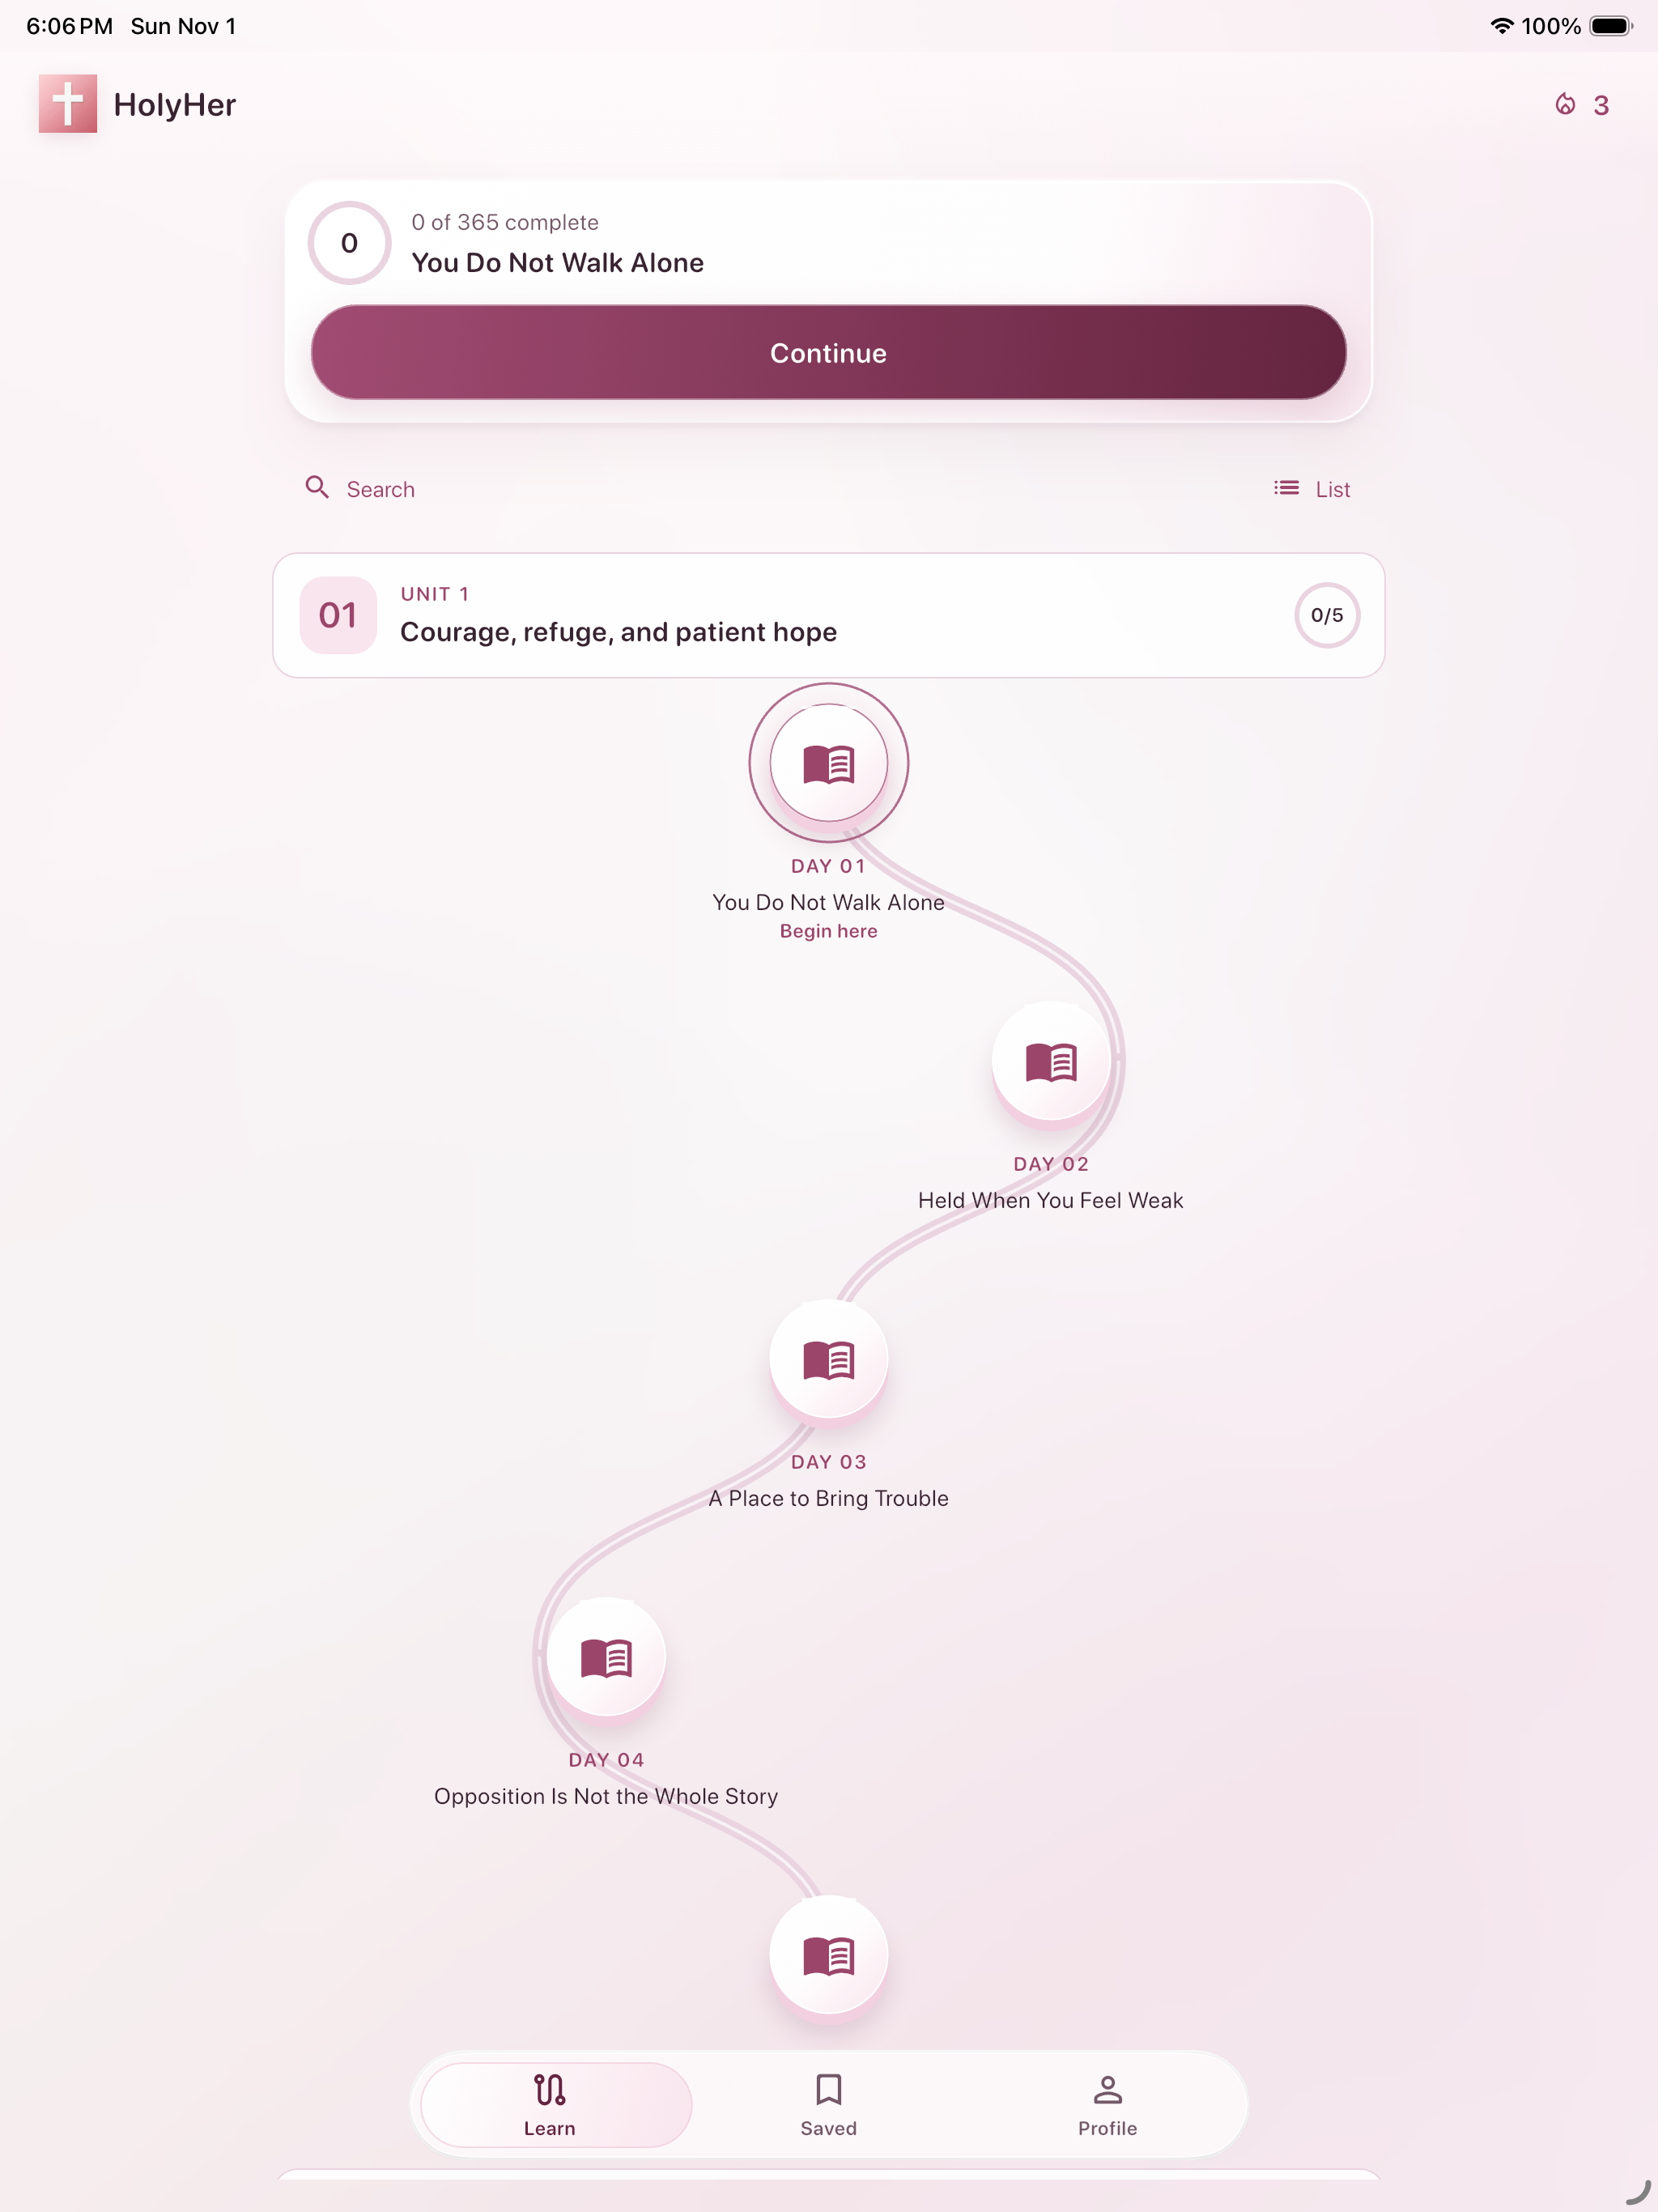 6:06 PM Sun Nov 1
100%
HolyHer
3
0
0 of 365 complete
You Do Not Walk Alone
Continue
Search
List
01
UNIT 1
Courage, refuge, and patient hope
0/5
DAY 01
You Do Not Walk Alone
Begin here
DAY 02
Held When You Feel Weak
DAY 03
A Place to Bring Trouble
DAY 04
Opposition Is Not the Whole Story
Learn
Saved
Profile